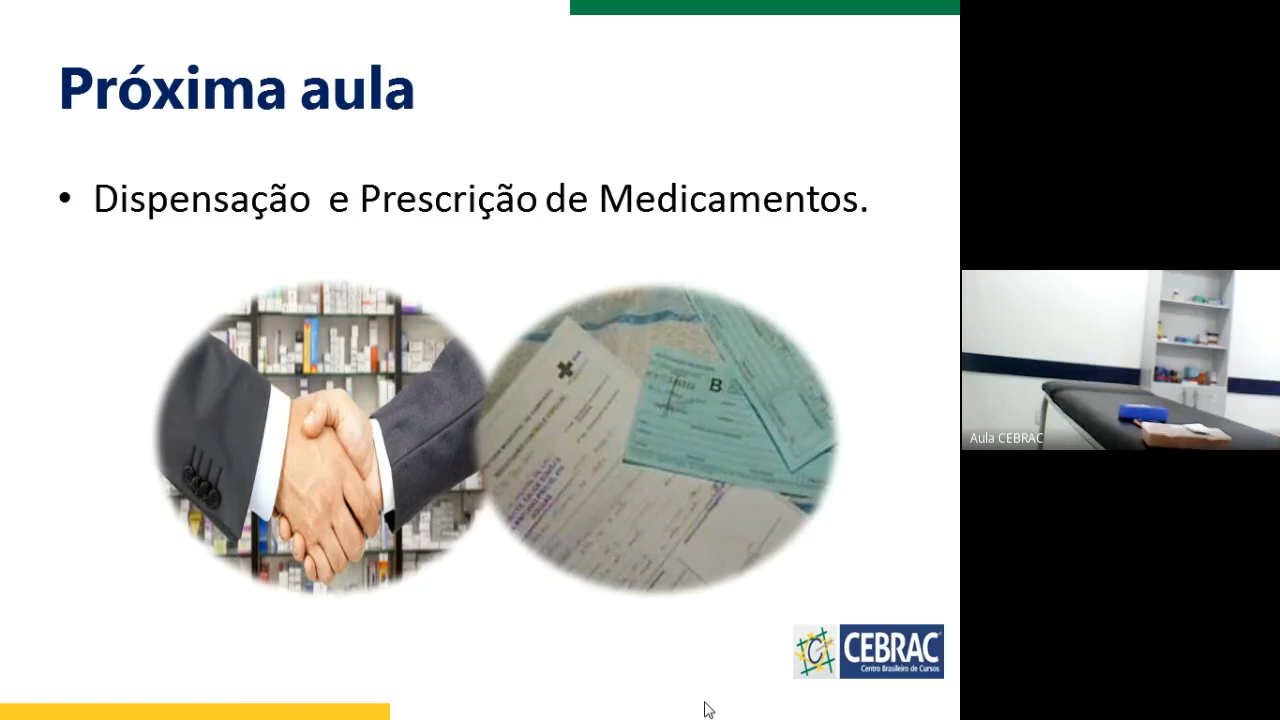 Próxima aula
• Dispensação e Prescrição de Medicamentos.
B
Aula CEBRAC
CEBRAC
Centro Brasileiro de Cursos